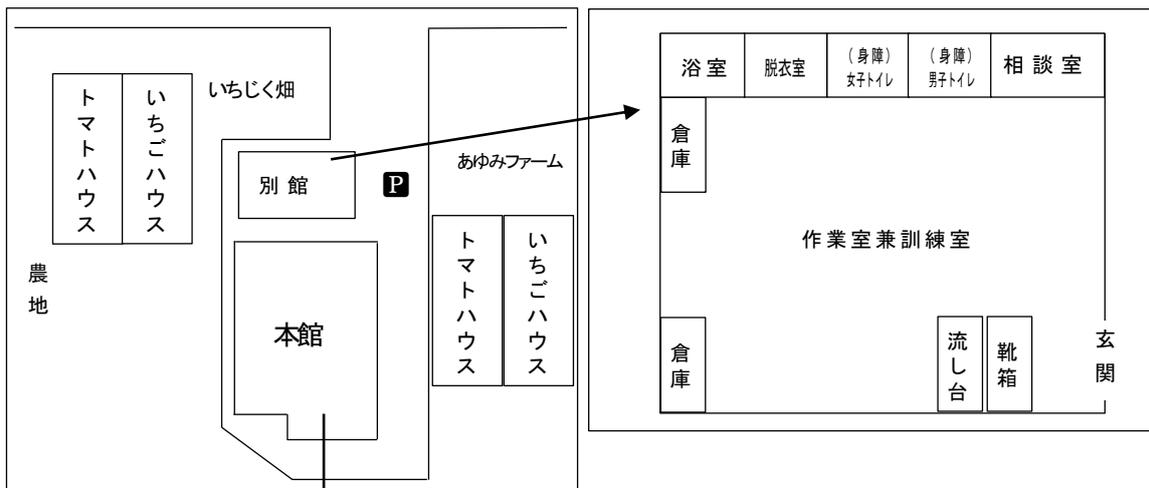 いちじく畑
トマトハウス
いちごハウス
別館
P
あゆみファーム
トマトハウス
いちごハウス
農地
本館
浴室
脱衣室
(身障)
女子トイレ
(身障)
男子トイレ
相談室
倉庫
作業室兼訓練室
倉庫
流し台
靴箱
玄関